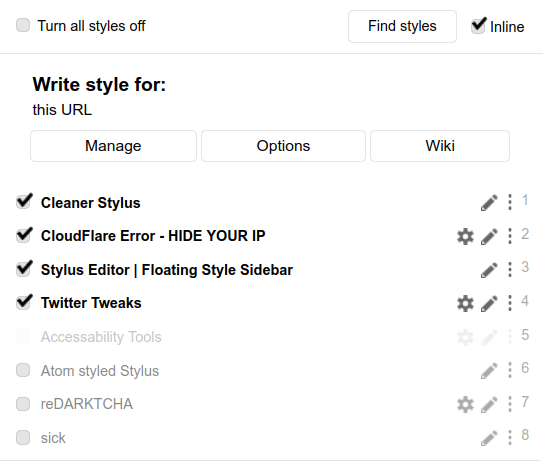 Turn all styles off Find styles Inline
Write style for:
this URL
Manage Options Wiki
Cleaner Stylus 1
CloudFlare Error - HIDE YOUR IP 2
Stylus Editor | Floating Style Sidebar 3
Twitter Tweaks 4
Accessability Tools 5
Atom styled Stylus 6
reDARKTCHA 7
sick 8